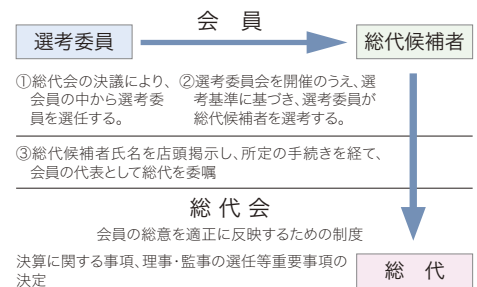 会 員
選考委員
総代候補者
①総代会の決議により、
会員の中から選考委
員を選任する。
②選考委員会を開催のうえ、選
考基準に基づき、選考委員が
総代候補者を選考する。
③総代候補者氏名を店頭掲示し、所定の手続きを経て、
会員の代表として総代を委嘱
総 代 会
会員の総意を適正に反映するための制度
決算に関する事項、理事・監事の選任等重要事項の
決定
総 代